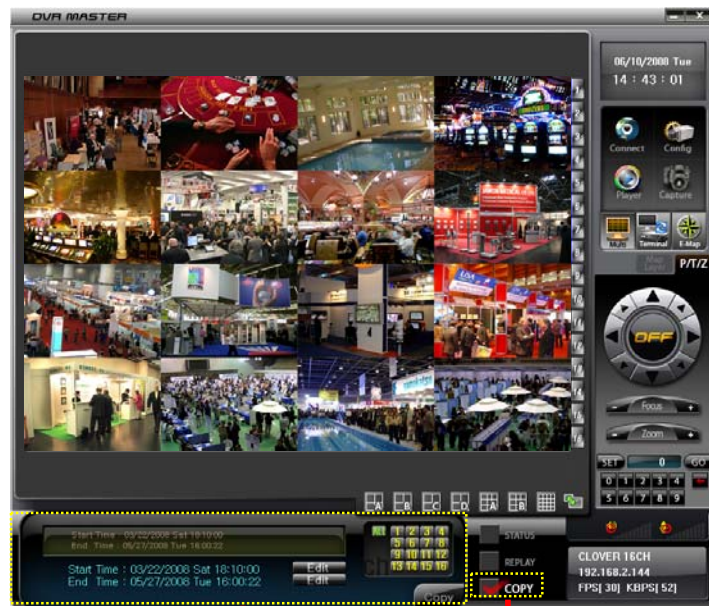 DVR MASTER
06/10/2008 Tue
14 : 43 : 01
Connect Config
Player Capture
Multi Terminal E-Map
Map Layer P/T/Z
OFF
- Focus +
- Zoom +
SET 0 GO
0 1 2 3 4
5 6 7 8 9
A B C D A B
Start Time : 03/22/2008 Sat 18:10:00
End Time : 05/27/2008 Tue 18:00:22
Start Time : 03/22/2008 Sat 18:10:00 Edit
End Time : 05/27/2008 Tue 16:00:22 Edit
ALL 1 2 3 4
5 6 7 8
9 10 11 12
13 14 15 16
Copy
STATUS
REPLAY
COPY
CLOVER 16CH
192.168.2.144
FPS[ 30] KBPS[ 52]